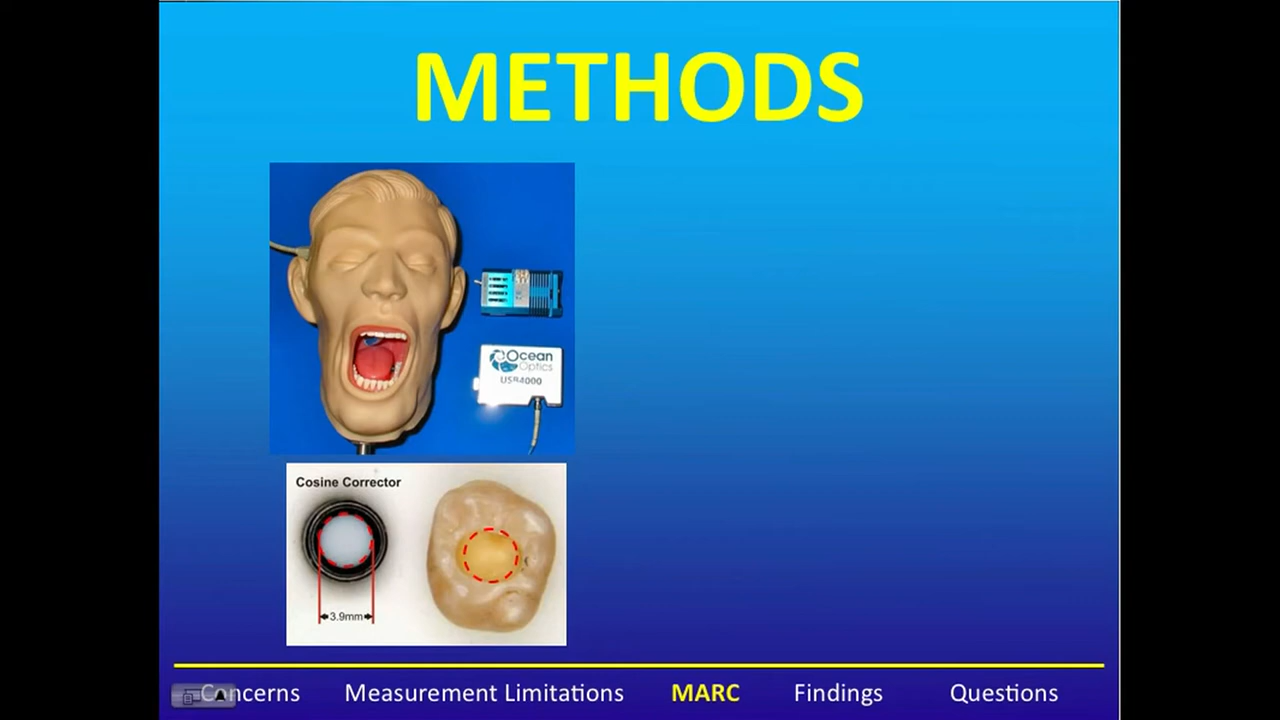 METHODS
Ocean
Optics
USB4000
Cosine Corrector
3.9mm
Concerns Measurement Limitations MARC Findings Questions